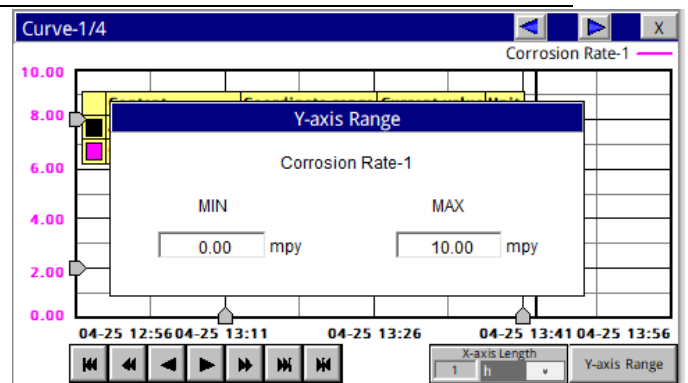 Curve-1/4 X
Corrosion Rate-1
10.00
8.00
6.00
4.00
2.00
0.00
Y-axis Range
Corrosion Rate-1
MIN MAX
0.00 mpy 10.00 mpy
04-25 12:56 04-25 13:11 04-25 13:26 04-25 13:41 04-25 13:56
X-axis Length
1 h
Y-axis Range